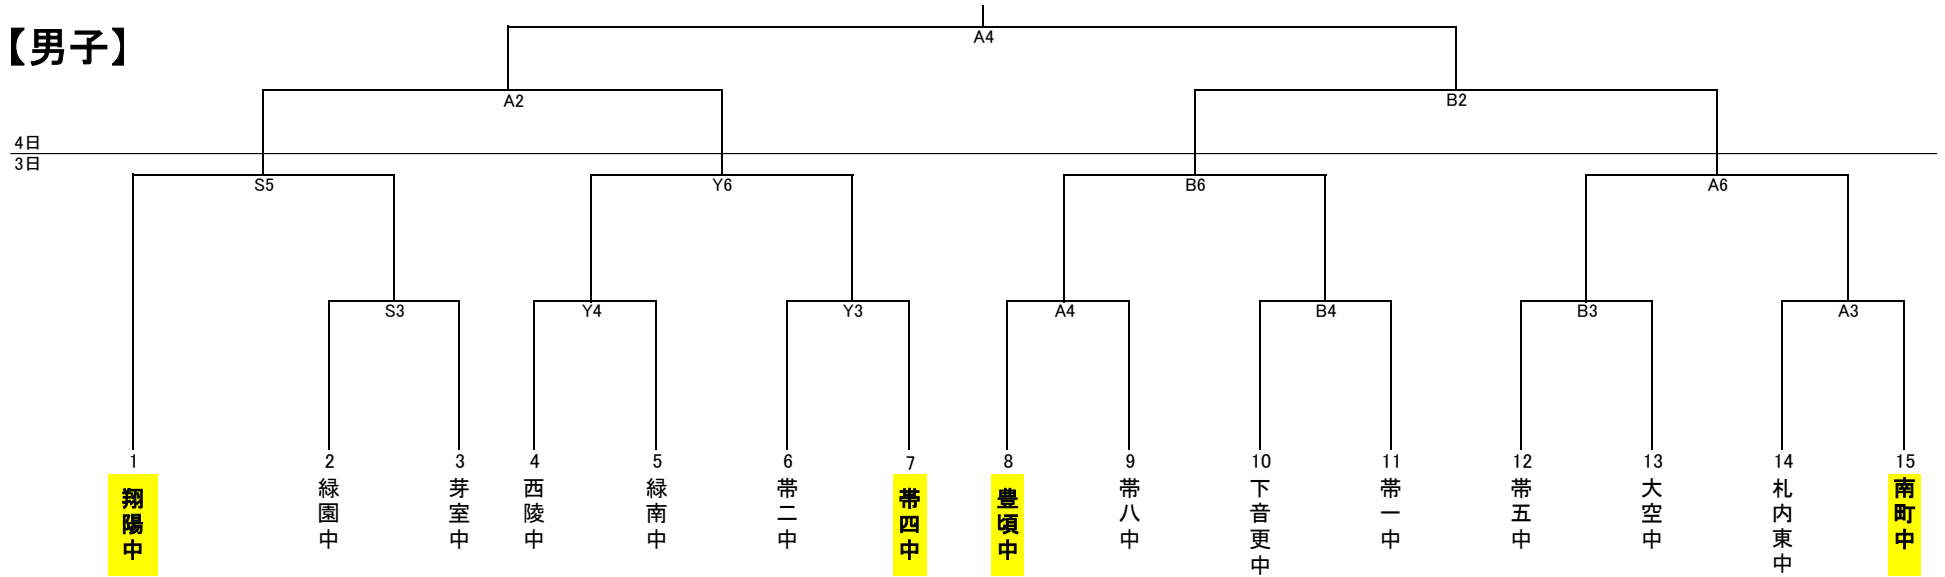 【男子】
A4
A2
B2
4日
3日
S5
Y6
B6
A6
S3
Y4
Y3
A4
B4
B3
A3
1
2
3
4
5
6
7
8
9
10
11
12
13
14
15
翔陽中
緑園中
芽室中
西陵中
緑南中
帯二中
帯四中
豊頃中
帯八中
下音更中
帯一中
帯五中
大空中
札内東中
南町中